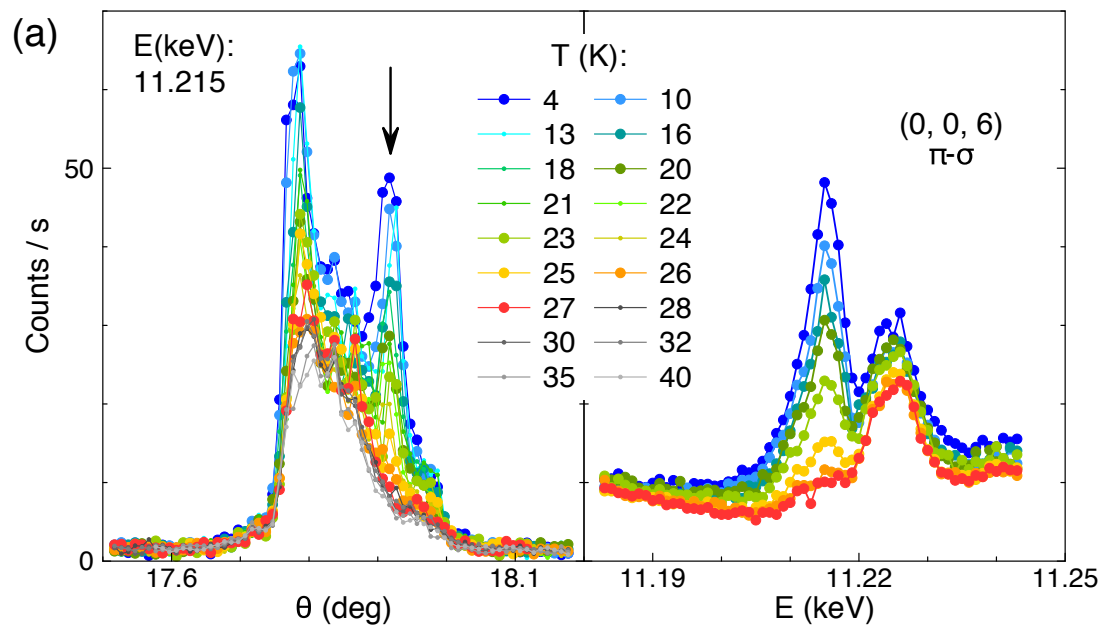 (a)
E(keV):
11.215
T (K):
4 10
13 16
18 20
21 22
23 24
25 26
27 28
30 32
35 40
(0, 0, 6)
π-σ
50
0
Counts / s
17.6 18.1
θ (deg)
11.19 11.22 11.25
E (keV)